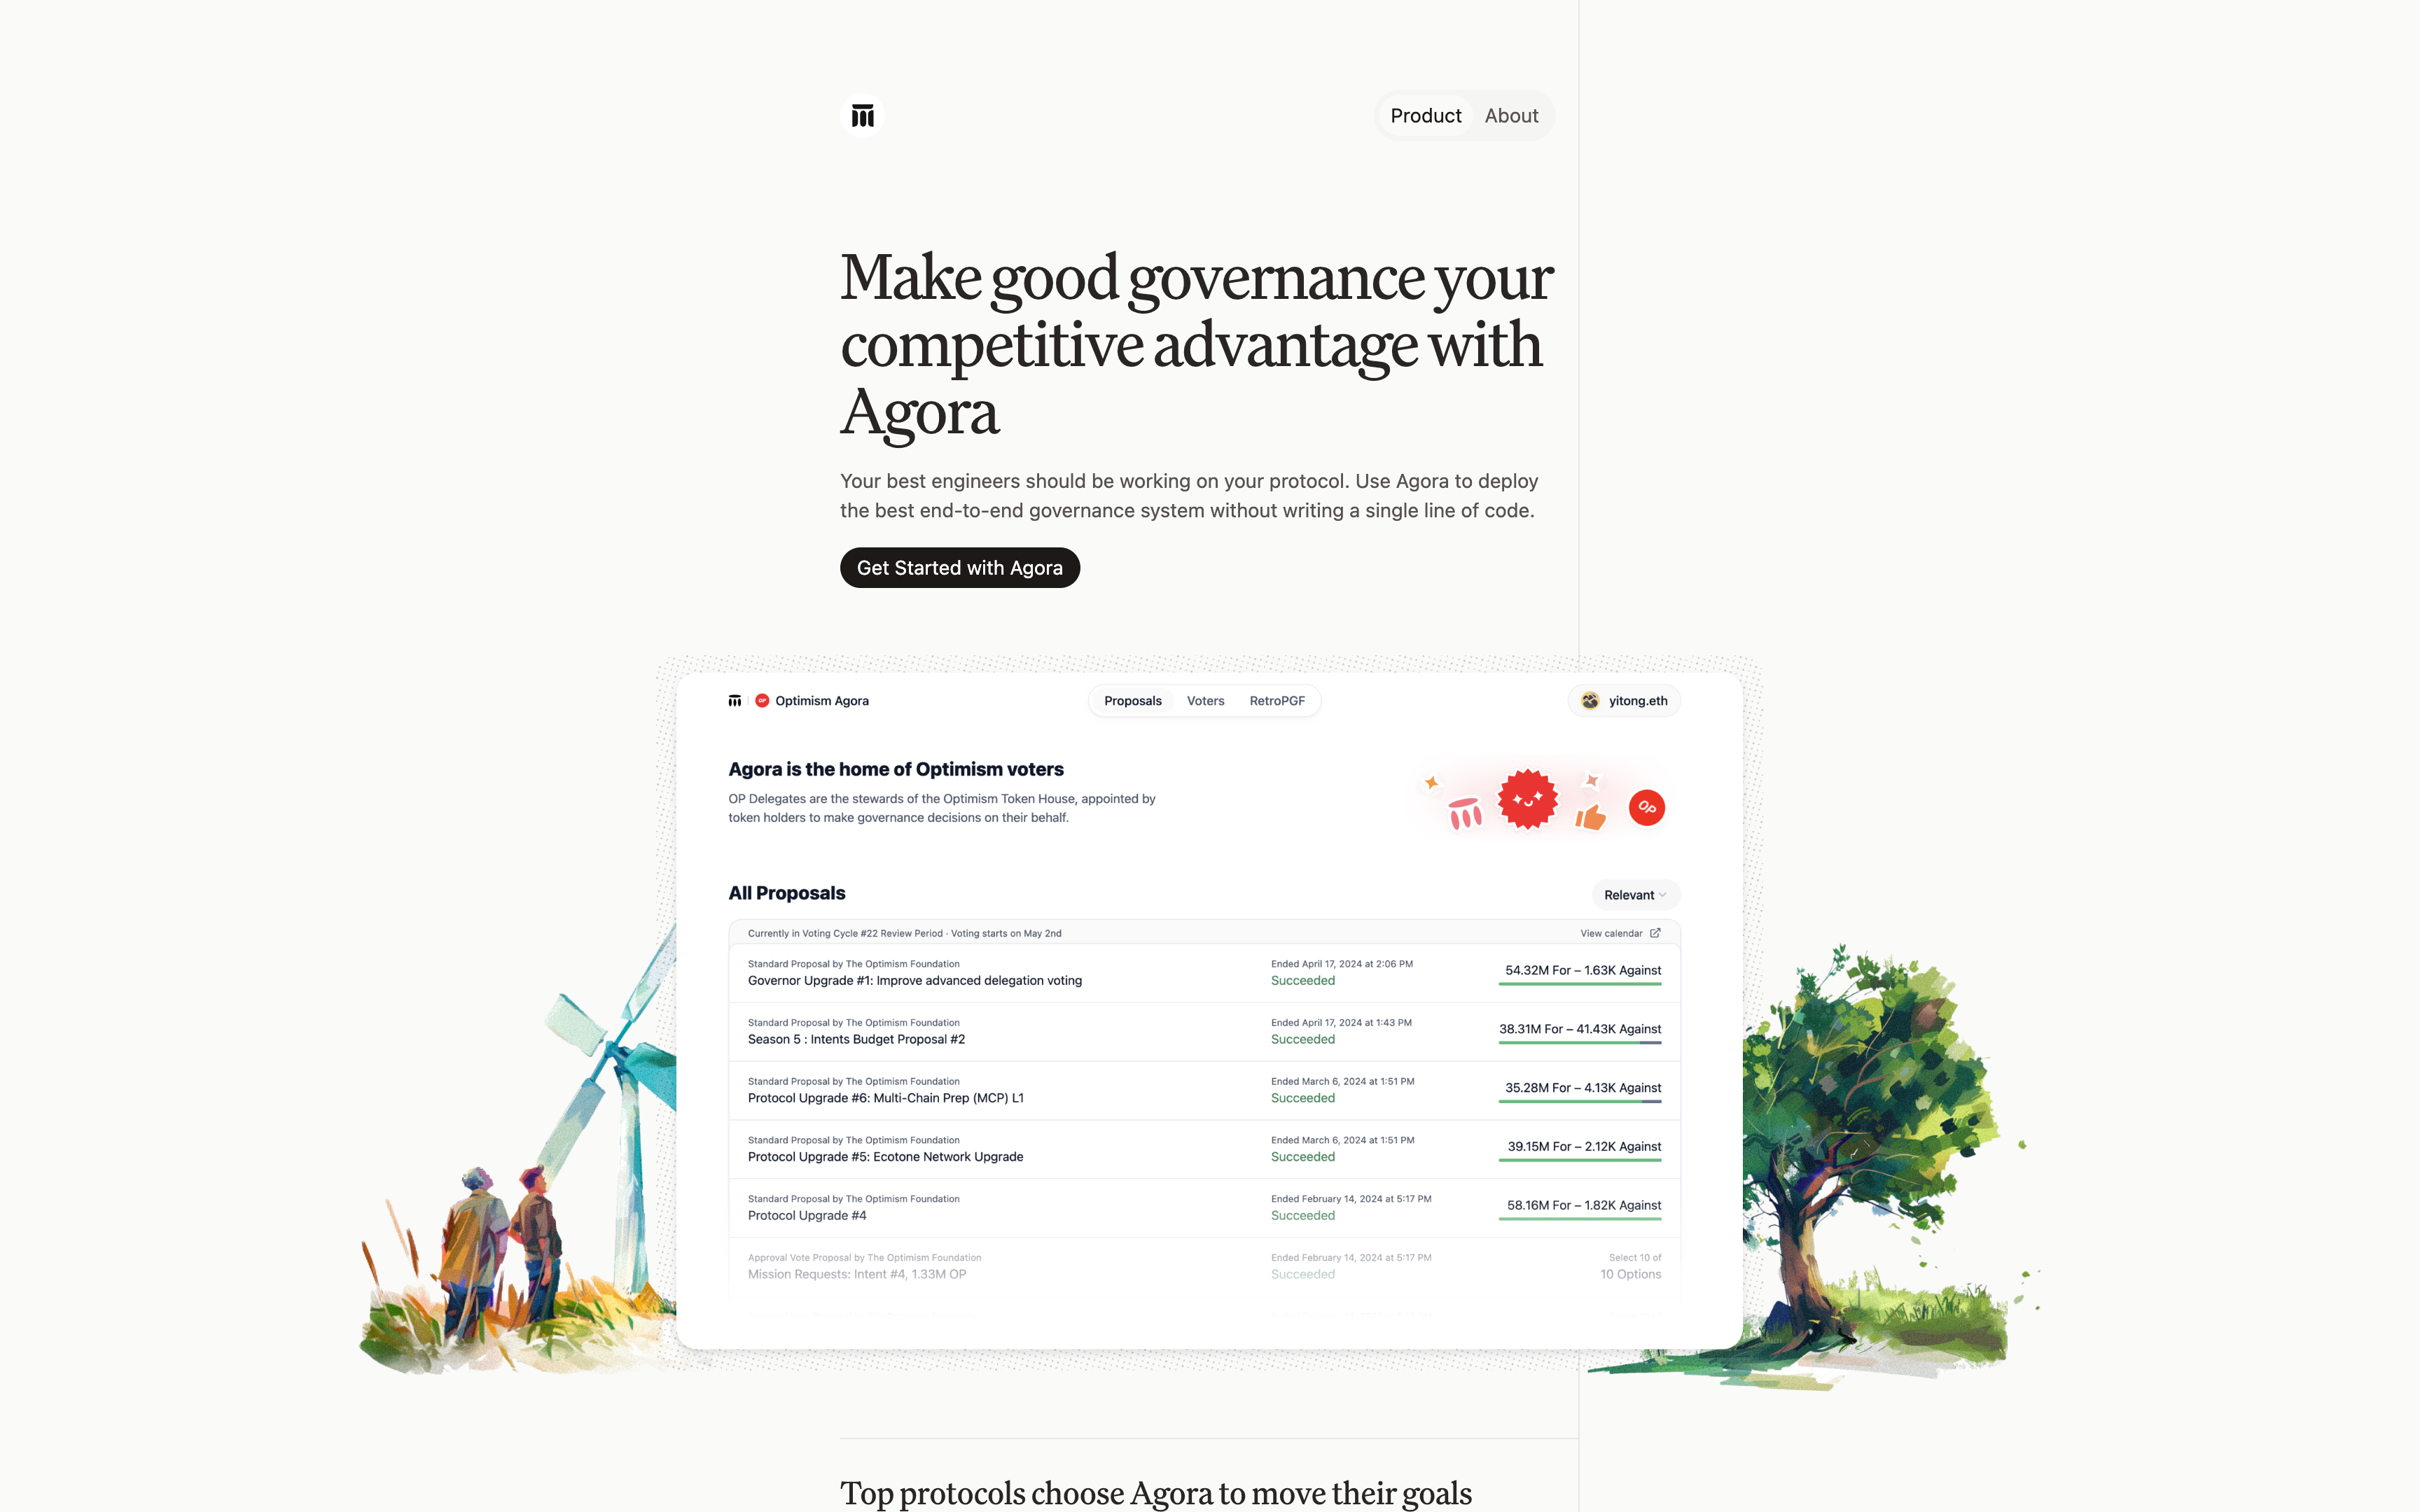 Product About
Make good governance your
competitive advantage with
Agora
Your best engineers should be working on your protocol. Use Agora to deploy
the best end-to-end governance system without writing a single line of code.
Get Started with Agora
OP Optimism Agora
Proposals Voters RetroPGF
yitong.eth
Agora is the home of Optimism voters
OP Delegates are the stewards of the Optimism Token House, appointed by
token holders to make governance decisions on their behalf.
OP
All Proposals
Relevant
Currently in Voting Cycle #22 Review Period · Voting starts on May 2nd
View calendar
Standard Proposal by The Optimism Foundation
Governor Upgrade #1: Improve advanced delegation voting
Ended April 17, 2024 at 2:06 PM
Succeeded
54.32M For – 1.63K Against
Standard Proposal by The Optimism Foundation
Season 5 : Intents Budget Proposal #2
Ended April 17, 2024 at 1:43 PM
Succeeded
38.31M For – 41.43K Against
Standard Proposal by The Optimism Foundation
Protocol Upgrade #6: Multi-Chain Prep (MCP) L1
Ended March 6, 2024 at 1:51 PM
Succeeded
35.28M For – 4.13K Against
Standard Proposal by The Optimism Foundation
Protocol Upgrade #5: Ecotone Network Upgrade
Ended March 6, 2024 at 1:51 PM
Succeeded
39.15M For – 2.12K Against
Standard Proposal by The Optimism Foundation
Protocol Upgrade #4
Ended February 14, 2024 at 5:17 PM
Succeeded
58.16M For – 1.82K Against
Approval Vote Proposal by The Optimism Foundation
Mission Requests: Intent #4, 1.33M OP
Ended February 14, 2024 at 5:17 PM
Succeeded
Select 10 of
10 Options
Top protocols choose Agora to move their goals